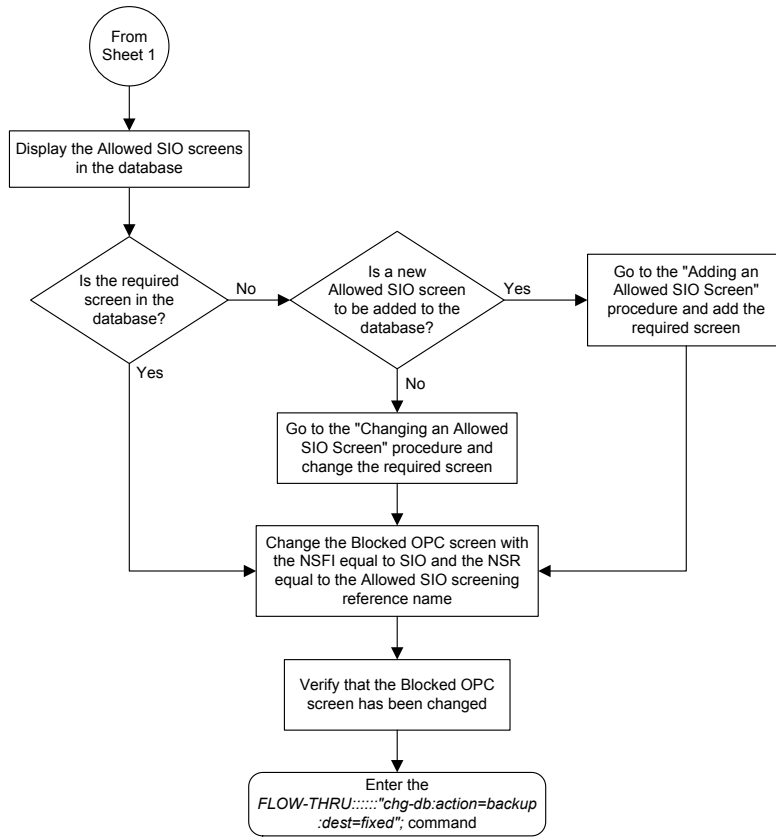 From
Sheet 1
Display the Allowed SIO screens
in the database
Is the required
screen in the
database?
No
Yes
Is a new
Allowed SIO screen
to be added to the
database?
Yes
No
Go to the "Adding an
Allowed SIO Screen"
procedure and add the
required screen
Go to the "Changing an Allowed
SIO Screen" procedure and
change the required screen
Change the Blocked OPC screen with
the NSFI equal to SIO and the NSR
equal to the Allowed SIO screening
reference name
Verify that the Blocked OPC
screen has been changed
Enter the
FLOW-THRU::::::"chg-db:action=backup
:dest=fixed"; command